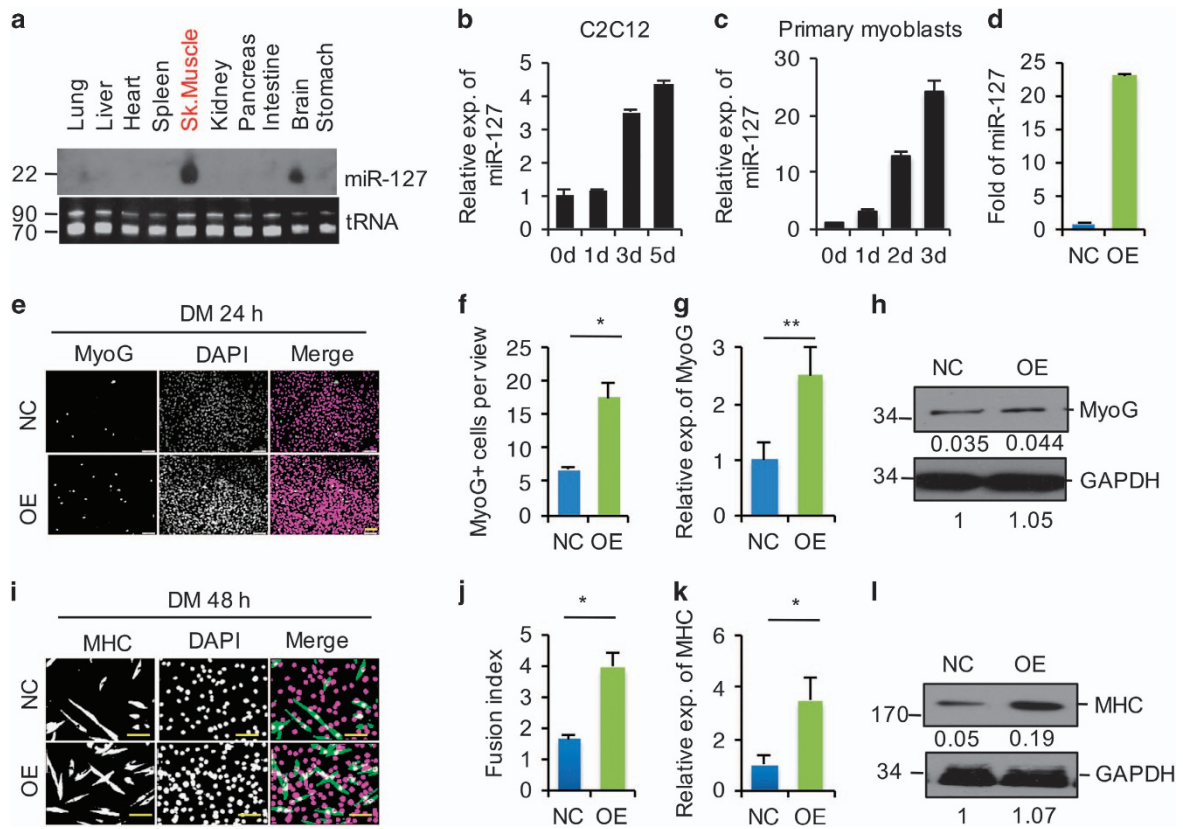 a
Lung
Liver
Heart
Spleen
Sk.Muscle
Kidney
Pancreas
Intestine
Brain
Stomach
22
miR-127
90
70
tRNA
b
C2C12
Relative exp. of
miR-127
5
4
3
2
1
0
0d 1d 3d 5d
c
Primary myoblasts
Relative exp. of
miR-127
30
20
10
0
0d 1d 2d 3d
d
Fold of miR-127
25
20
15
10
5
0
NC OE
e
DM 24 h
MyoG DAPI Merge
NC
OE
f
MyoG+ cells per view
25
20
15
10
5
0
*
NC OE
g
Relative exp.of MyoG
3
2
1
0
**
NC OE
h
NC OE
34
MyoG
0.035 0.044
34
GAPDH
1 1.05
i
DM 48 h
MHC DAPI Merge
NC
OE
j
Fusion index
5
4
3
2
1
0
*
NC OE
k
Relative exp. of MHC
6
4
2
0
*
NC OE
l
NC OE
170
MHC
0.05 0.19
34
GAPDH
1 1.07